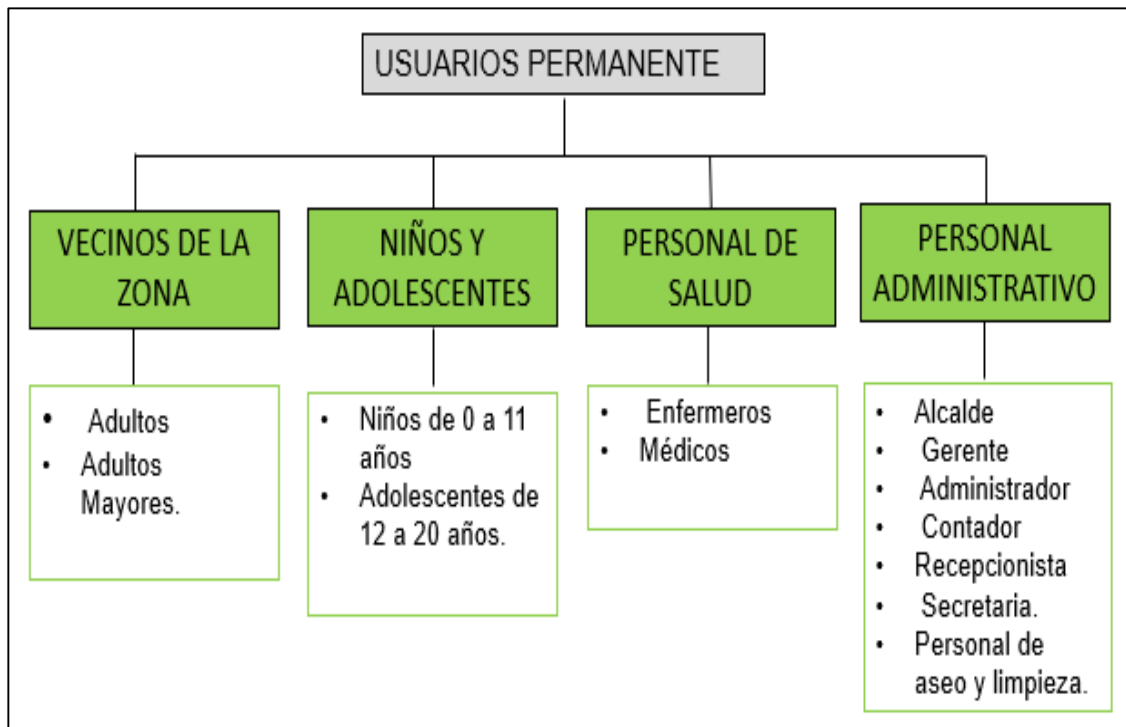 USUARIOS PERMANENTE
VECINOS DE LA
ZONA
• Adultos
• Adultos
Mayores.
NIÑOS Y
ADOLESCENTES
• Niños de 0 a 11
años
• Adolescentes de
12 a 20 años.
PERSONAL DE
SALUD
• Enfermeros
• Médicos
PERSONAL
ADMINISTRATIVO
• Alcalde
• Gerente
• Administrador
• Contador
• Recepcionista
• Secretaria.
• Personal de
aseo y limpieza.